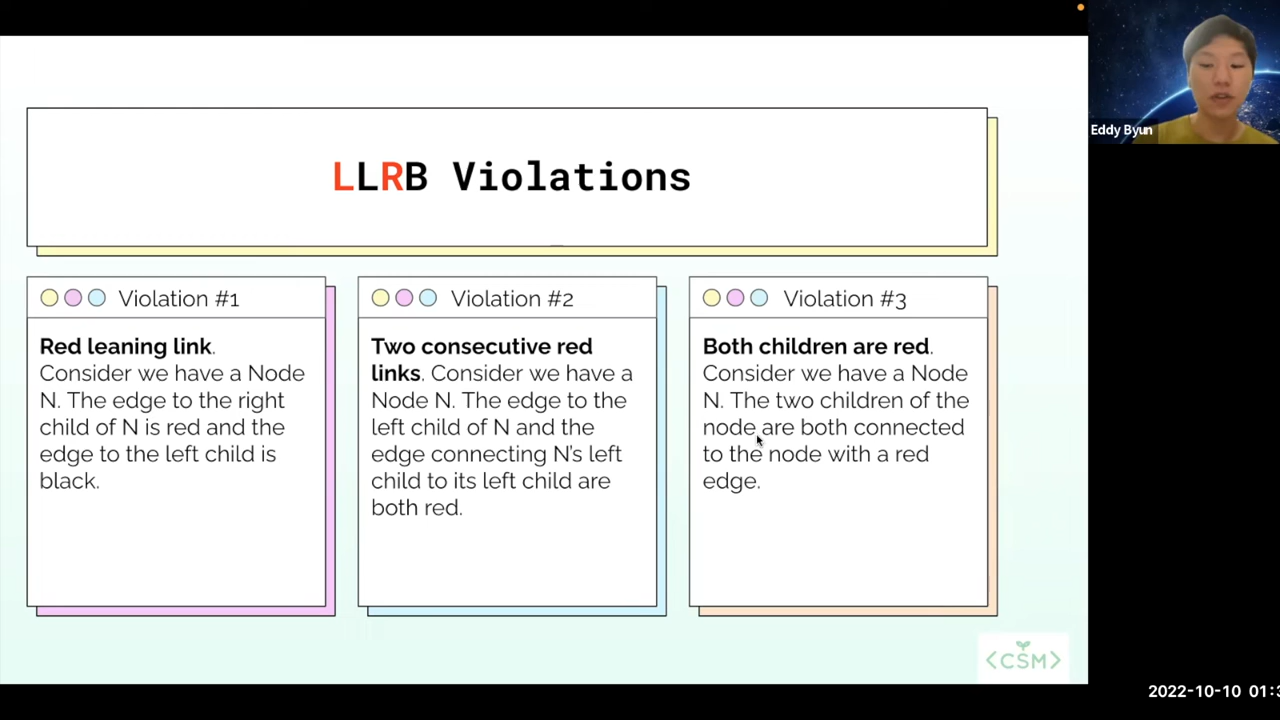 LLRB Violations
Violation #1
Red leaning link.
Consider we have a Node
N. The edge to the right
child of N is red and the
edge to the left child is
black.
Violation #2
Two consecutive red
links. Consider we have a
Node N. The edge to the
left child of N and the
edge connecting N's left
child to its left child are
both red.
Violation #3
Both children are red.
Consider we have a Node
N. The two children of the
node are both connected
to the node with a red
edge.
<CSM>
Eddy Byun
2022-10-10 01:3